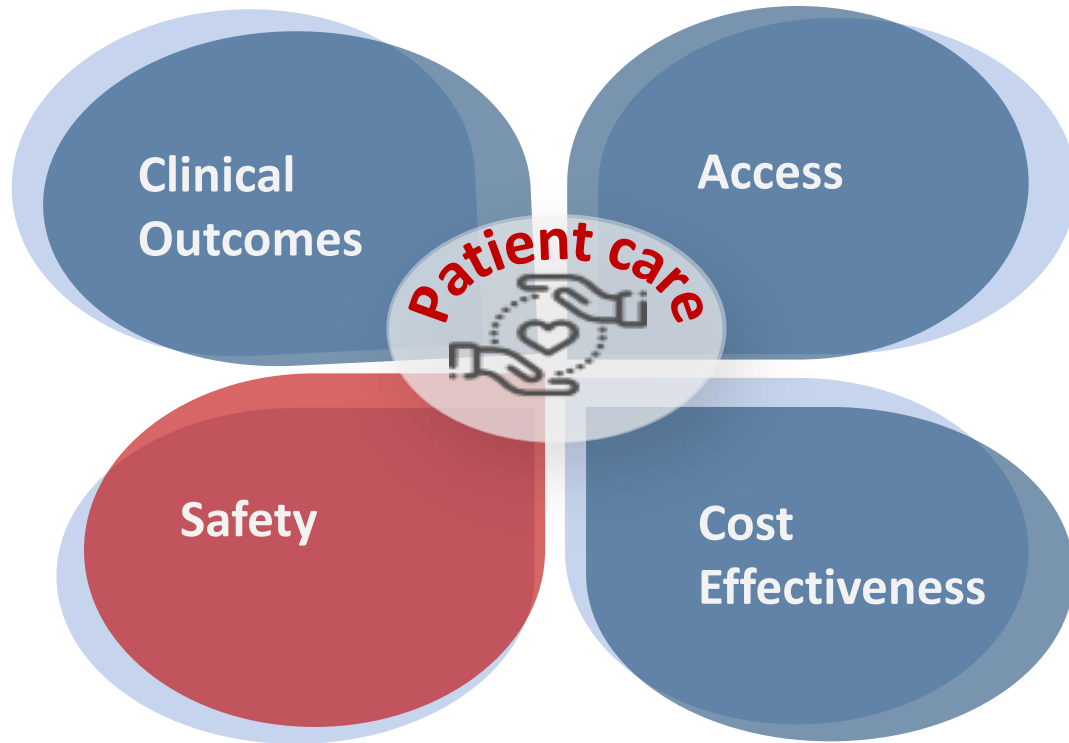 Clinical
Outcomes
Access
Patient care
Safety
Cost
Effectiveness